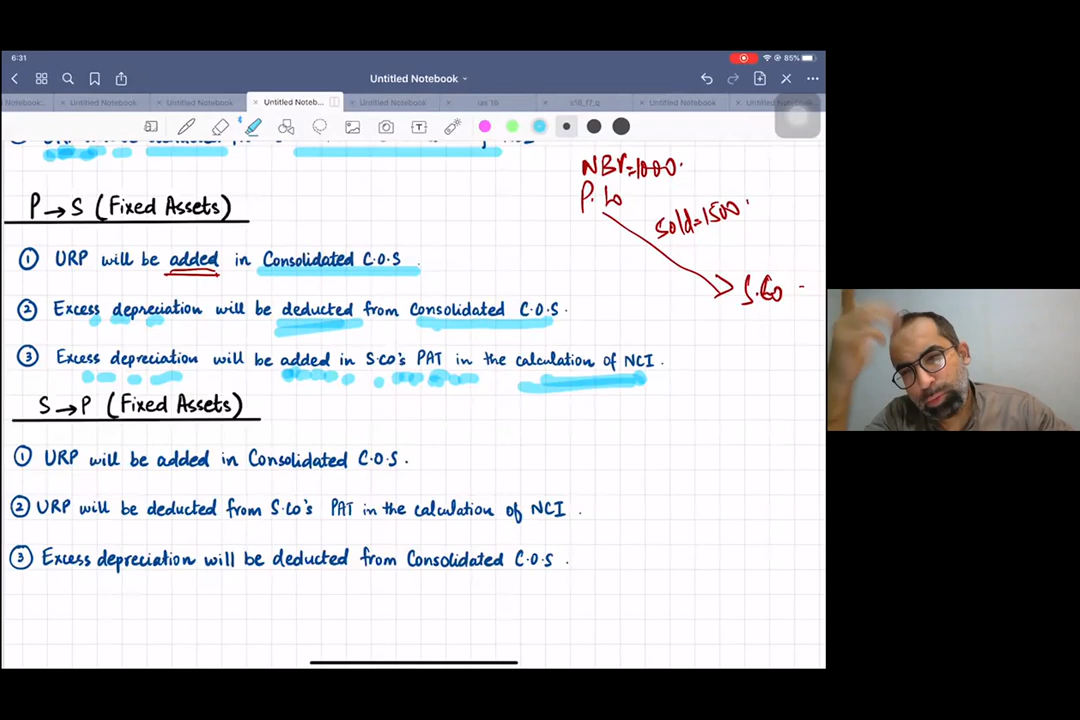 6:31
85%
Untitled Notebook
Notebook
Untitled Notebook
Untitled Notebook
Untitled Noteb...
Untitled Notebook
ias 16
s18_f7_q
Untitled Notebook
Untitled Notebook
NBV=1000.
P.Co
Sold=1500.
S.Co
P→S (Fixed Assets)
① URP will be added in Consolidated C.O.S
② Excess depreciation will be deducted from Consolidated C.O.S.
③ Excess depreciation will be added in S.Co's PAT in the calculation of NCI.
S→P (Fixed Assets)
① URP will be added in Consolidated C.O.S.
② URP will be deducted from S.Co's PAT in the calculation of NCI.
③ Excess depreciation will be deducted from Consolidated C.O.S.